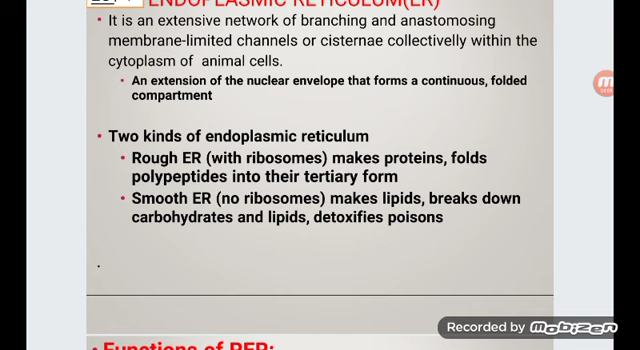 ENDOPLASMIC RETICULUM(ER)
• It is an extensive network of branching and anastomosing
membrane-limited channels or cisternae collectivelly within the
cytoplasm of animal cells.
• An extension of the nuclear envelope that forms a continuous, folded
compartment
• Two kinds of endoplasmic reticulum
• Rough ER (with ribosomes) makes proteins, folds
polypeptides into their tertiary form
• Smooth ER (no ribosomes) makes lipids, breaks down
carbohydrates and lipids, detoxifies poisons
Recorded by mobizen
• Functions of RER: